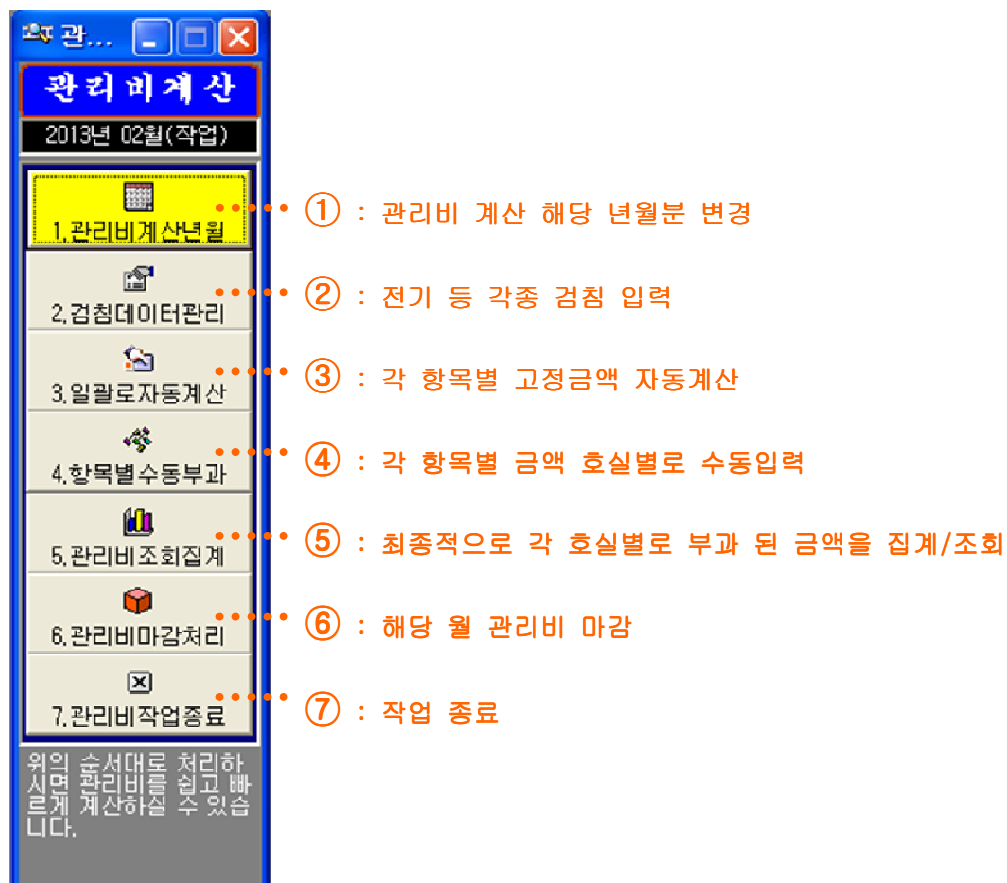 관...
관리비계산
2013년 02월(작업)
1.관리비계산년월
① : 관리비 계산 해당 년월분 변경
2.검침데이터관리
② : 전기 등 각종 검침 입력
3.일괄로자동계산
③ : 각 항목별 고정금액 자동계산
4.항목별수동부과
④ : 각 항목별 금액 호실별로 수동입력
5.관리비조회집계
⑤ : 최종적으로 각 호실별로 부과 된 금액을 집계/조회
6.관리비마감처리
⑥ : 해당 월 관리비 마감
7.관리비작업종료
⑦ : 작업 종료
위의 순서대로 처리하
시면 관리비를 쉽고 빠
르게 계산하실 수 있습
니다.